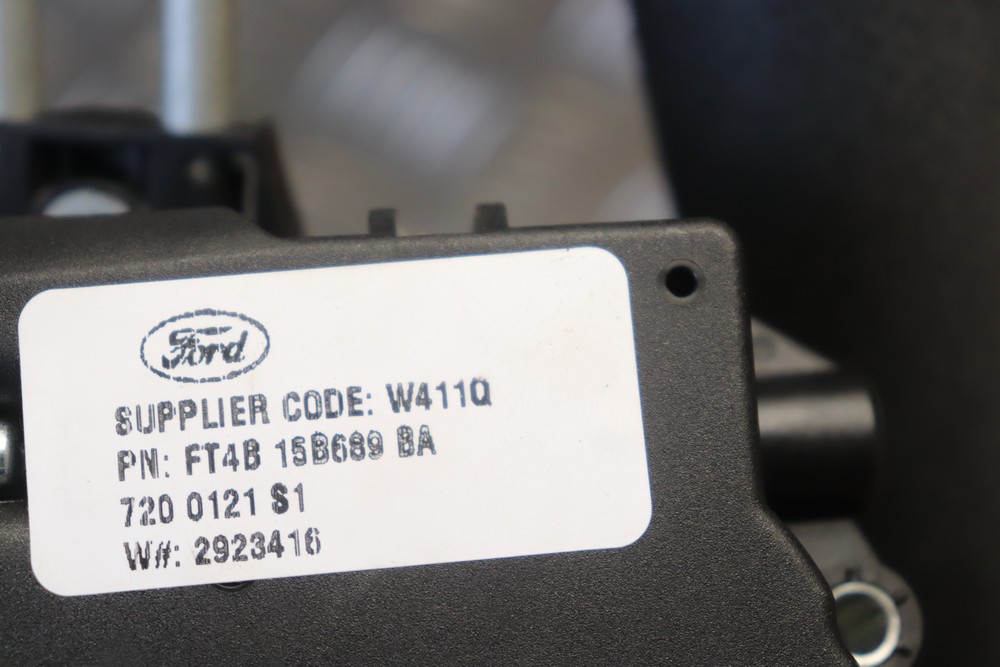 Ford
SUPPLIER CODE: W411Q
PN: FT4B 15B689 BA
720 0121 S1
W#: 2923416